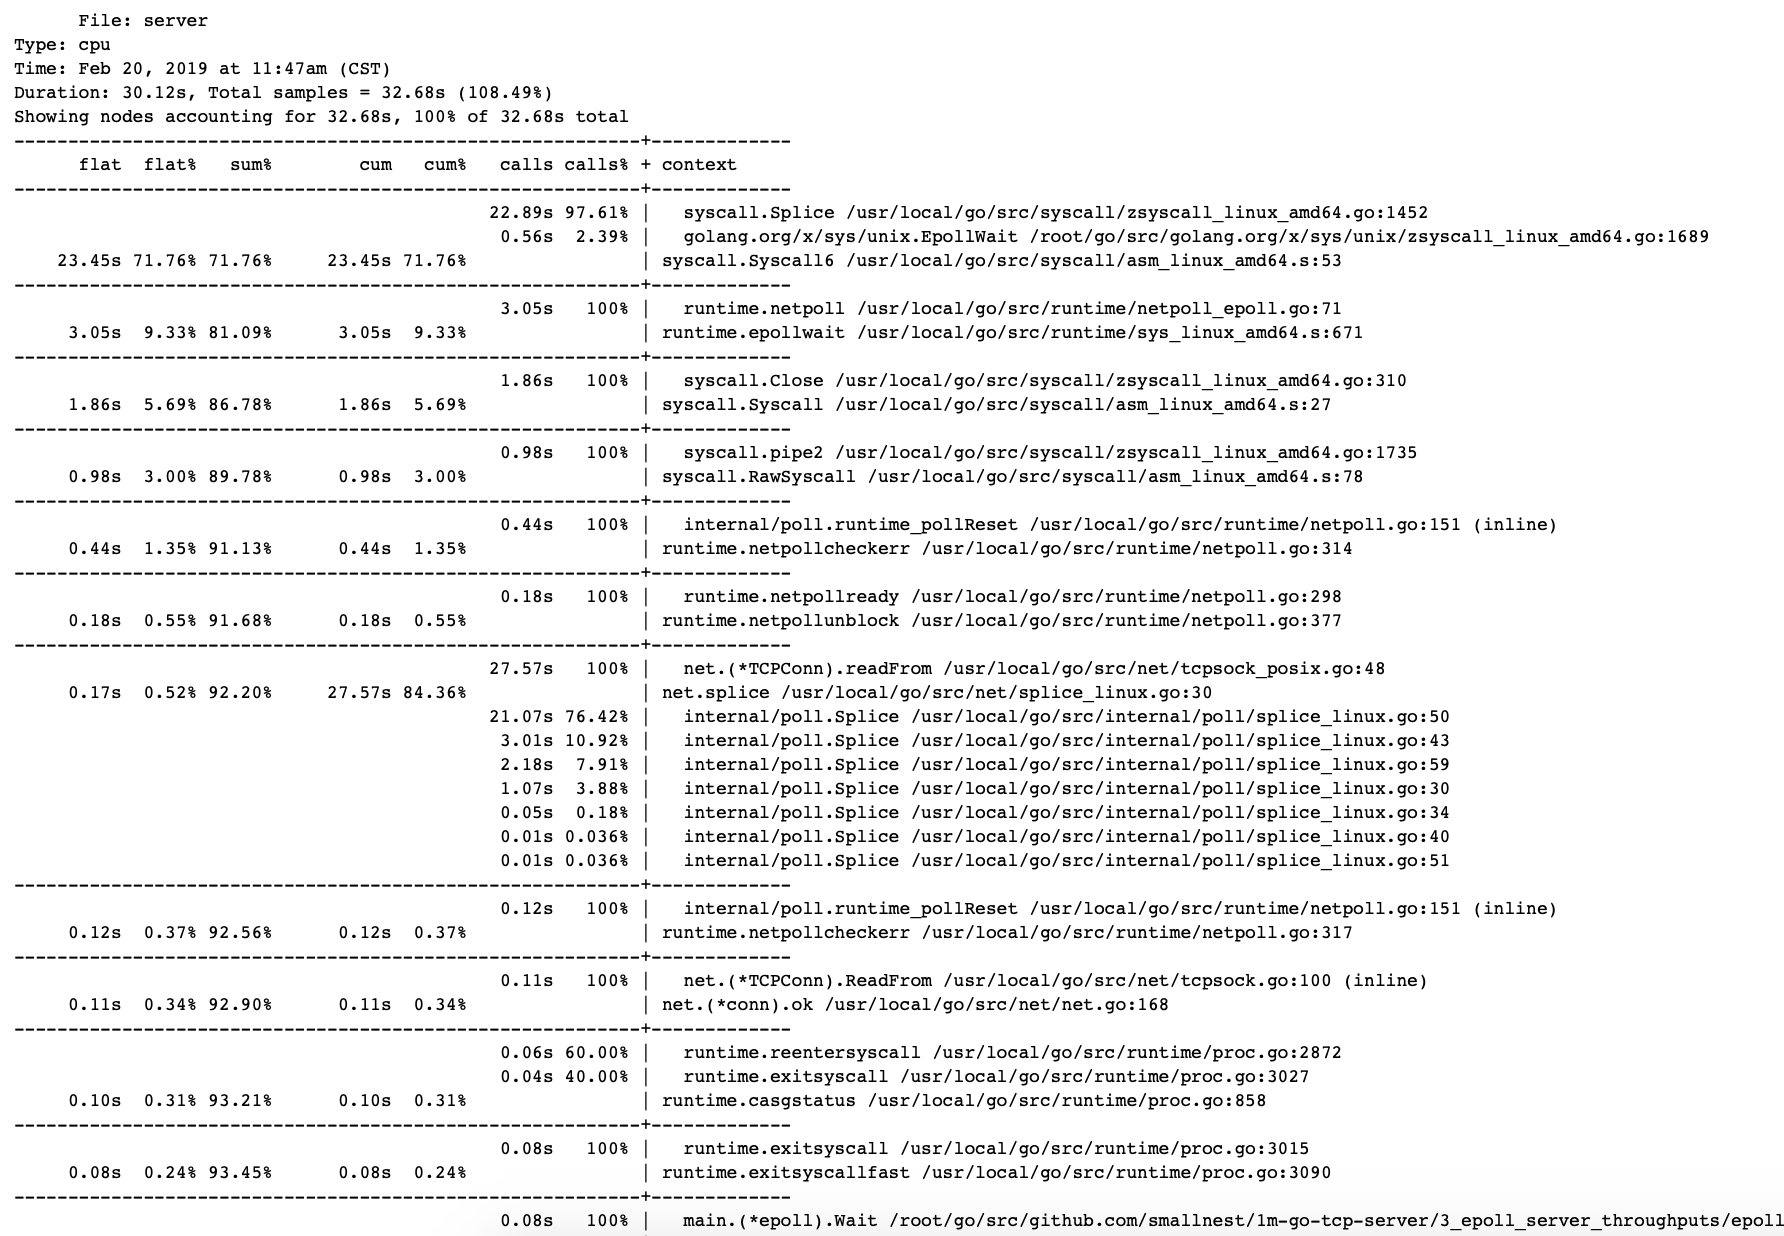 File: server
Type: cpu
Time: Feb 20, 2019 at 11:47am (CST)
Duration: 30.12s, Total samples = 32.68s (108.49%)
Showing nodes accounting for 32.68s, 100% of 32.68s total
----------------------------------------------------------+-------------
      flat  flat%   sum%        cum   cum%   calls calls% + context
----------------------------------------------------------+-------------
                                            22.89s 97.61% |   syscall.Splice /usr/local/go/src/syscall/zsyscall_linux_amd64.go:1452
                                             0.56s  2.39% |   golang.org/x/sys/unix.EpollWait /root/go/src/golang.org/x/sys/unix/zsyscall_linux_amd64.go:1689
    23.45s 71.76% 71.76%     23.45s 71.76%                | syscall.Syscall6 /usr/local/go/src/syscall/asm_linux_amd64.s:53
----------------------------------------------------------+-------------
                                             3.05s   100% |   runtime.netpoll /usr/local/go/src/runtime/netpoll_epoll.go:71
     3.05s  9.33% 81.09%      3.05s  9.33%                | runtime.epollwait /usr/local/go/src/runtime/sys_linux_amd64.s:671
----------------------------------------------------------+-------------
                                             1.86s   100% |   syscall.Close /usr/local/go/src/syscall/zsyscall_linux_amd64.go:310
     1.86s  5.69% 86.78%      1.86s  5.69%                | syscall.Syscall /usr/local/go/src/syscall/asm_linux_amd64.s:27
----------------------------------------------------------+-------------
                                             0.98s   100% |   syscall.pipe2 /usr/local/go/src/syscall/zsyscall_linux_amd64.go:1735
     0.98s  3.00% 89.78%      0.98s  3.00%                | syscall.RawSyscall /usr/local/go/src/syscall/asm_linux_amd64.s:78
----------------------------------------------------------+-------------
                                             0.44s   100% |   internal/poll.runtime_pollReset /usr/local/go/src/runtime/netpoll.go:151 (inline)
     0.44s  1.35% 91.13%      0.44s  1.35%                | runtime.netpollcheckerr /usr/local/go/src/runtime/netpoll.go:314
----------------------------------------------------------+-------------
                                             0.18s   100% |   runtime.netpollready /usr/local/go/src/runtime/netpoll.go:298
     0.18s  0.55% 91.68%      0.18s  0.55%                | runtime.netpollunblock /usr/local/go/src/runtime/netpoll.go:377
----------------------------------------------------------+-------------
                                            27.57s   100% |   net.(*TCPConn).readFrom /usr/local/go/src/net/tcpsock_posix.go:48
     0.17s  0.52% 92.20%     27.57s 84.36%                | net.splice /usr/local/go/src/net/splice_linux.go:30
                                            21.07s 76.42% |   internal/poll.Splice /usr/local/go/src/internal/poll/splice_linux.go:50
                                             3.01s 10.92% |   internal/poll.Splice /usr/local/go/src/internal/poll/splice_linux.go:43
                                             2.18s  7.91% |   internal/poll.Splice /usr/local/go/src/internal/poll/splice_linux.go:59
                                             1.07s  3.88% |   internal/poll.Splice /usr/local/go/src/internal/poll/splice_linux.go:30
                                             0.05s  0.18% |   internal/poll.Splice /usr/local/go/src/internal/poll/splice_linux.go:34
                                             0.01s 0.036% |   internal/poll.Splice /usr/local/go/src/internal/poll/splice_linux.go:40
                                             0.01s 0.036% |   internal/poll.Splice /usr/local/go/src/internal/poll/splice_linux.go:51
----------------------------------------------------------+-------------
                                             0.12s   100% |   internal/poll.runtime_pollReset /usr/local/go/src/runtime/netpoll.go:151 (inline)
     0.12s  0.37% 92.56%      0.12s  0.37%                | runtime.netpollcheckerr /usr/local/go/src/runtime/netpoll.go:317
----------------------------------------------------------+-------------
                                             0.11s   100% |   net.(*TCPConn).ReadFrom /usr/local/go/src/net/tcpsock.go:100 (inline)
     0.11s  0.34% 92.90%      0.11s  0.34%                | net.(*conn).ok /usr/local/go/src/net/net.go:168
----------------------------------------------------------+-------------
                                             0.06s 60.00% |   runtime.reentersyscall /usr/local/go/src/runtime/proc.go:2872
                                             0.04s 40.00% |   runtime.exitsyscall /usr/local/go/src/runtime/proc.go:3027
     0.10s  0.31% 93.21%      0.10s  0.31%                | runtime.casgstatus /usr/local/go/src/runtime/proc.go:858
----------------------------------------------------------+-------------
                                             0.08s   100% |   runtime.exitsyscall /usr/local/go/src/runtime/proc.go:3015
     0.08s  0.24% 93.45%      0.08s  0.24%                | runtime.exitsyscallfast /usr/local/go/src/runtime/proc.go:3090
----------------------------------------------------------+-------------
                                             0.08s   100% |   main.(*epoll).Wait /root/go/src/github.com/smallnest/1m-go-tcp-server/3_epoll_server_throughputs/epoll